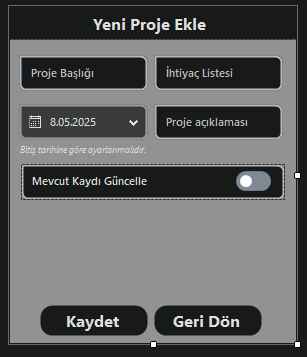 Yeni Proje Ekle
Proje Başlığı
İhtiyaç Listesi
8.05.2025
Proje açıklaması
Bitiş tarihine göre ayarlanmalıdır.
Mevcut Kaydı Güncelle
Kaydet
Geri Dön